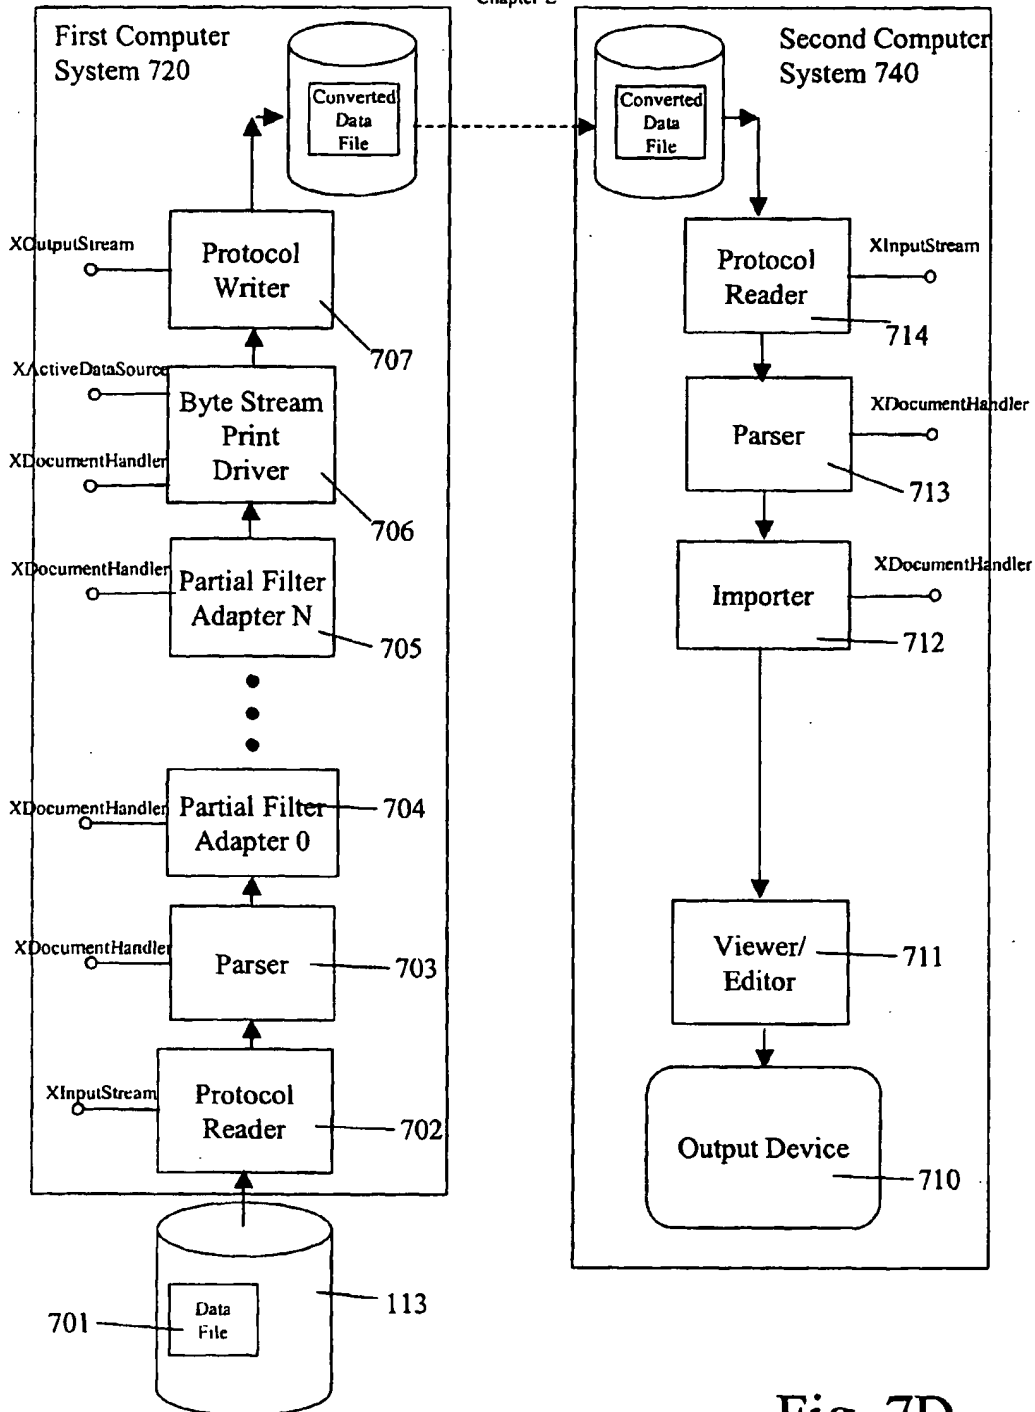 First Computer
System 720
Converted
Data
File
XOutputStream
Protocol
Writer
707
XActiveDataSource
Byte Stream
Print
Driver
XDocumentHandler
706
XDocumentHandler
Partial Filter
Adapter N
705
XDocumentHandler
Partial Filter
Adapter 0
704
XDocumentHandler
Parser
703
XInputStream
Protocol
Reader
702
701
Data
File
113
Second Computer
System 740
Converted
Data
File
Protocol
Reader
XInputStream
714
Parser
XDocumentHandler
713
Importer
XDocumentHandler
712
Viewer/
Editor
711
Output Device
710
Fig. 7D